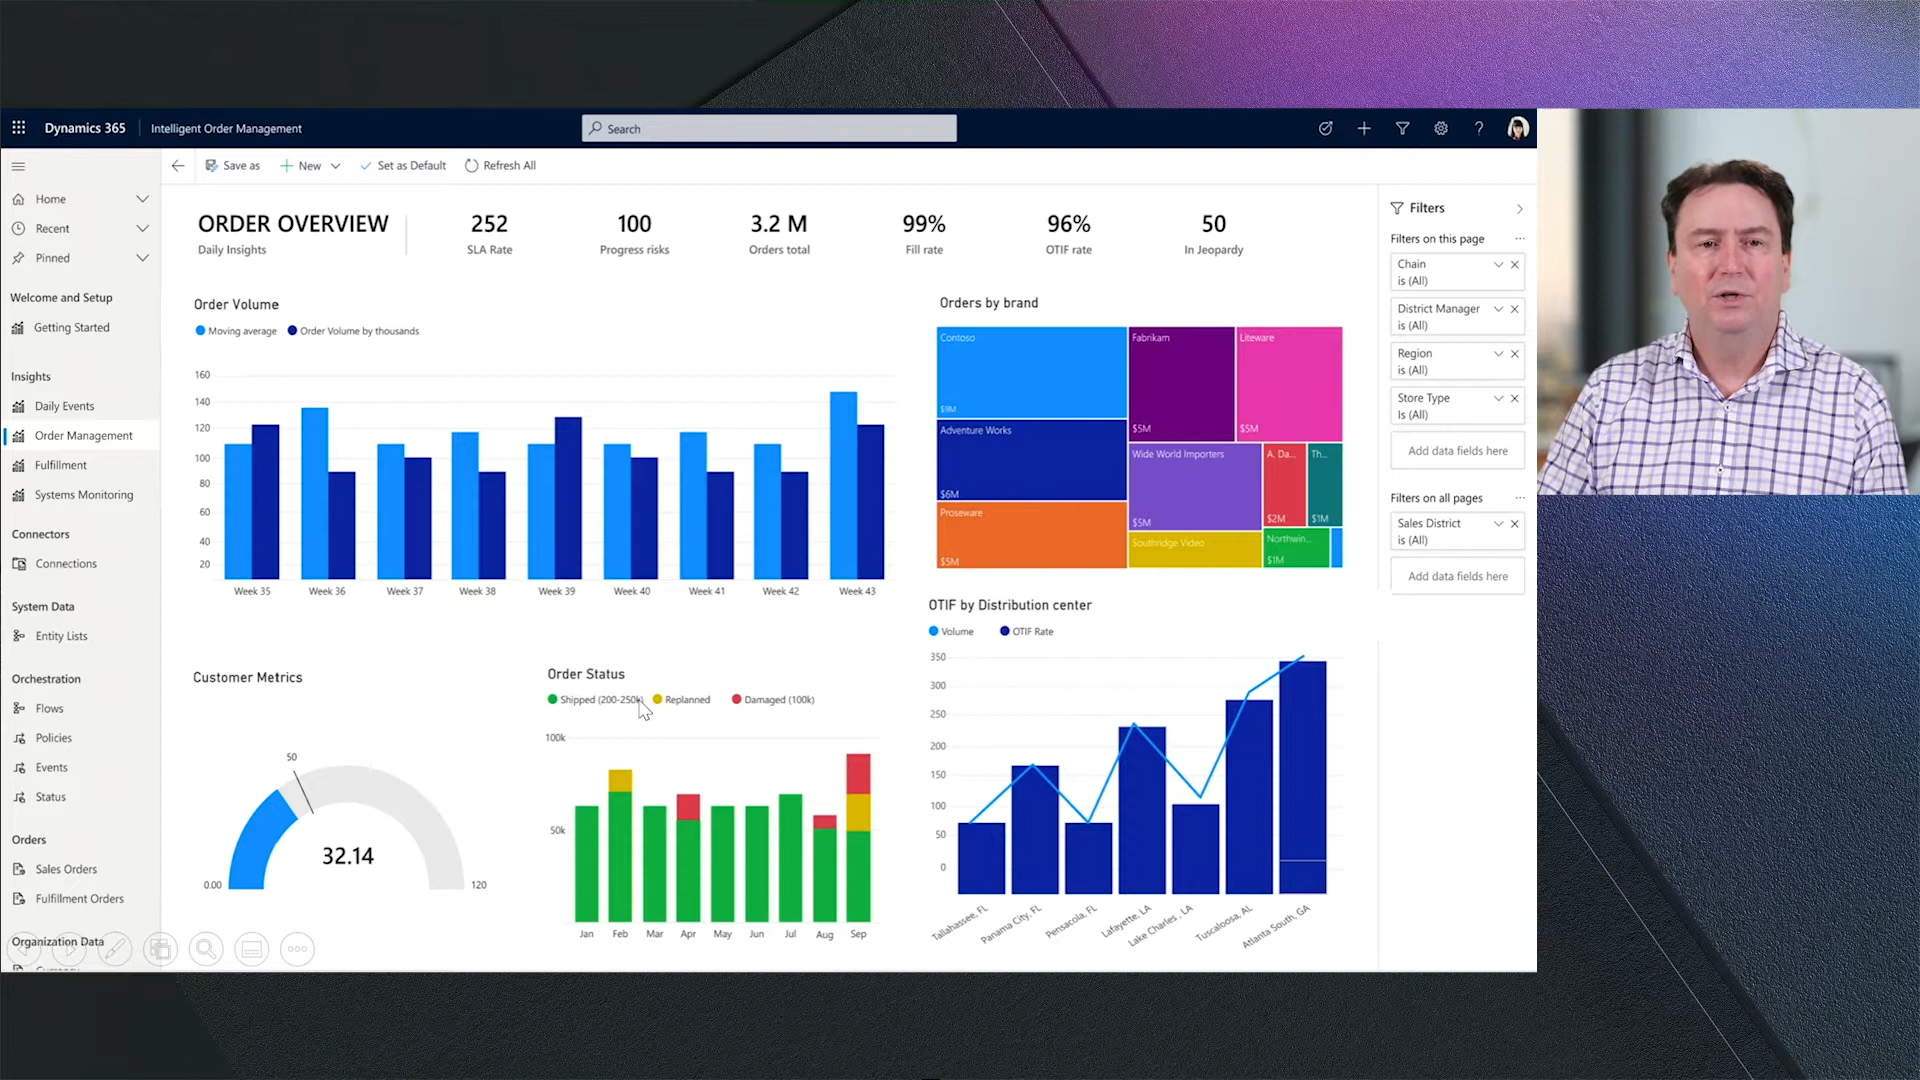 Dynamics 365
Intelligent Order Management
Search
?
Save as
New
Set as Default
Refresh All
Home
Recent
Pinned
Welcome and Setup
Getting Started
Insights
Daily Events
Order Management
Fulfillment
Systems Monitoring
Connectors
Connections
System Data
Entity Lists
Orchestration
Flows
Policies
Events
Status
Orders
Sales Orders
Fulfillment Orders
Organization Data
ORDER OVERVIEW
Daily Insights
252
SLA Rate
100
Progress risks
3.2 M
Orders total
99%
Fill rate
96%
OTIF rate
50
In Jeopardy
Order Volume
Moving average
Order Volume by thousands
160
140
120
100
80
60
40
20
Week 35
Week 36
Week 37
Week 38
Week 39
Week 40
Week 41
Week 42
Week 43
Orders by brand
Contoso
$9M
Adventure Works
$6M
Proseware
$5M
Fabrikam
$5M
Liteware
$5M
Wide World Importers
$5M
A. Da...
$2M
Th...
$1M
Southridge Video
Northwin...
$1M
Customer Metrics
50
0.00
32.14
120
Order Status
Shipped (200-250k)
Replanned
Damaged (100k)
100k
50k
Jan
Feb
Mar
Apr
May
Jun
Jul
Aug
Sep
OTIF by Distribution center
Volume
OTIF Rate
350
300
250
200
150
100
50
0
Tallahassee, FL
Panama City, FL
Pensacola, FL
Lafayette, LA
Lake Charles , LA
Tuscaloosa, AL
Atlanta South, GA
Filters
Filters on this page
Chain
is (All)
District Manager
is (All)
Region
is (All)
Store Type
Is (All)
Add data fields here
Filters on all pages
Sales District
is (All)
Add data fields here